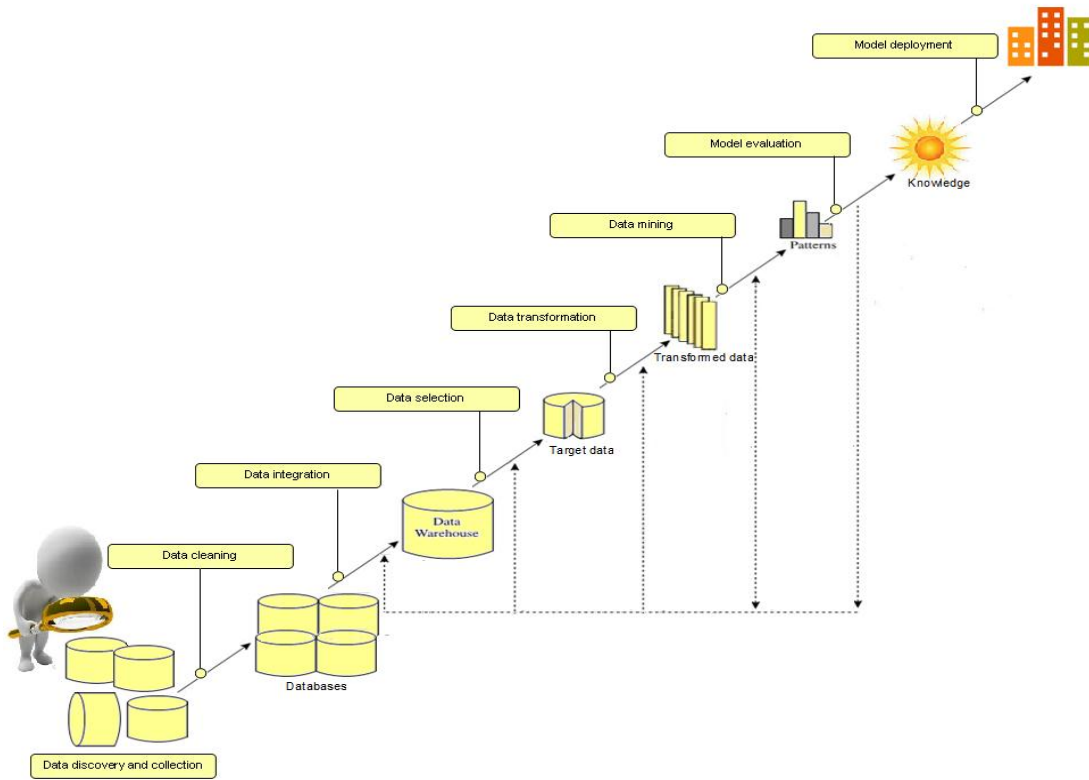 Model deployment
Model evaluation
Knowledge
Data mining
Patterns
Data transformation
Transformed data
Data selection
Target data
Data integration
Data
Warehouse
Data cleaning
Databases
Data discovery and collection